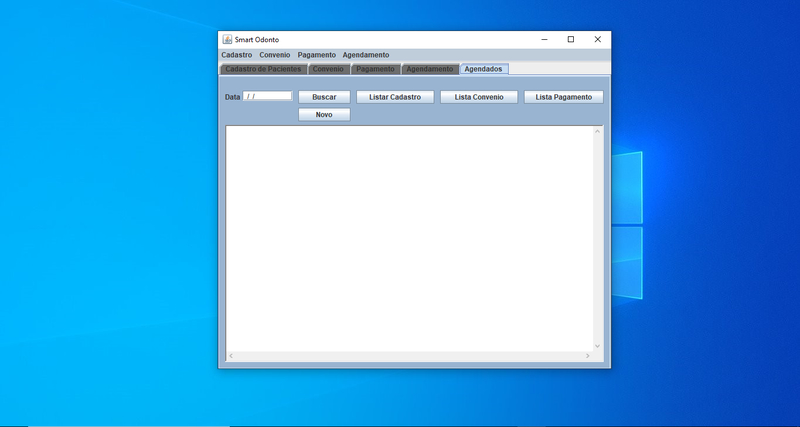 Smart Odonto
Cadastro Convenio Pagamento Agendamento
Cadastro de Pacientes Convenio Pagamento Agendamento Agendados
Data / / Buscar Listar Cadastro Lista Convenio Lista Pagamento
Novo